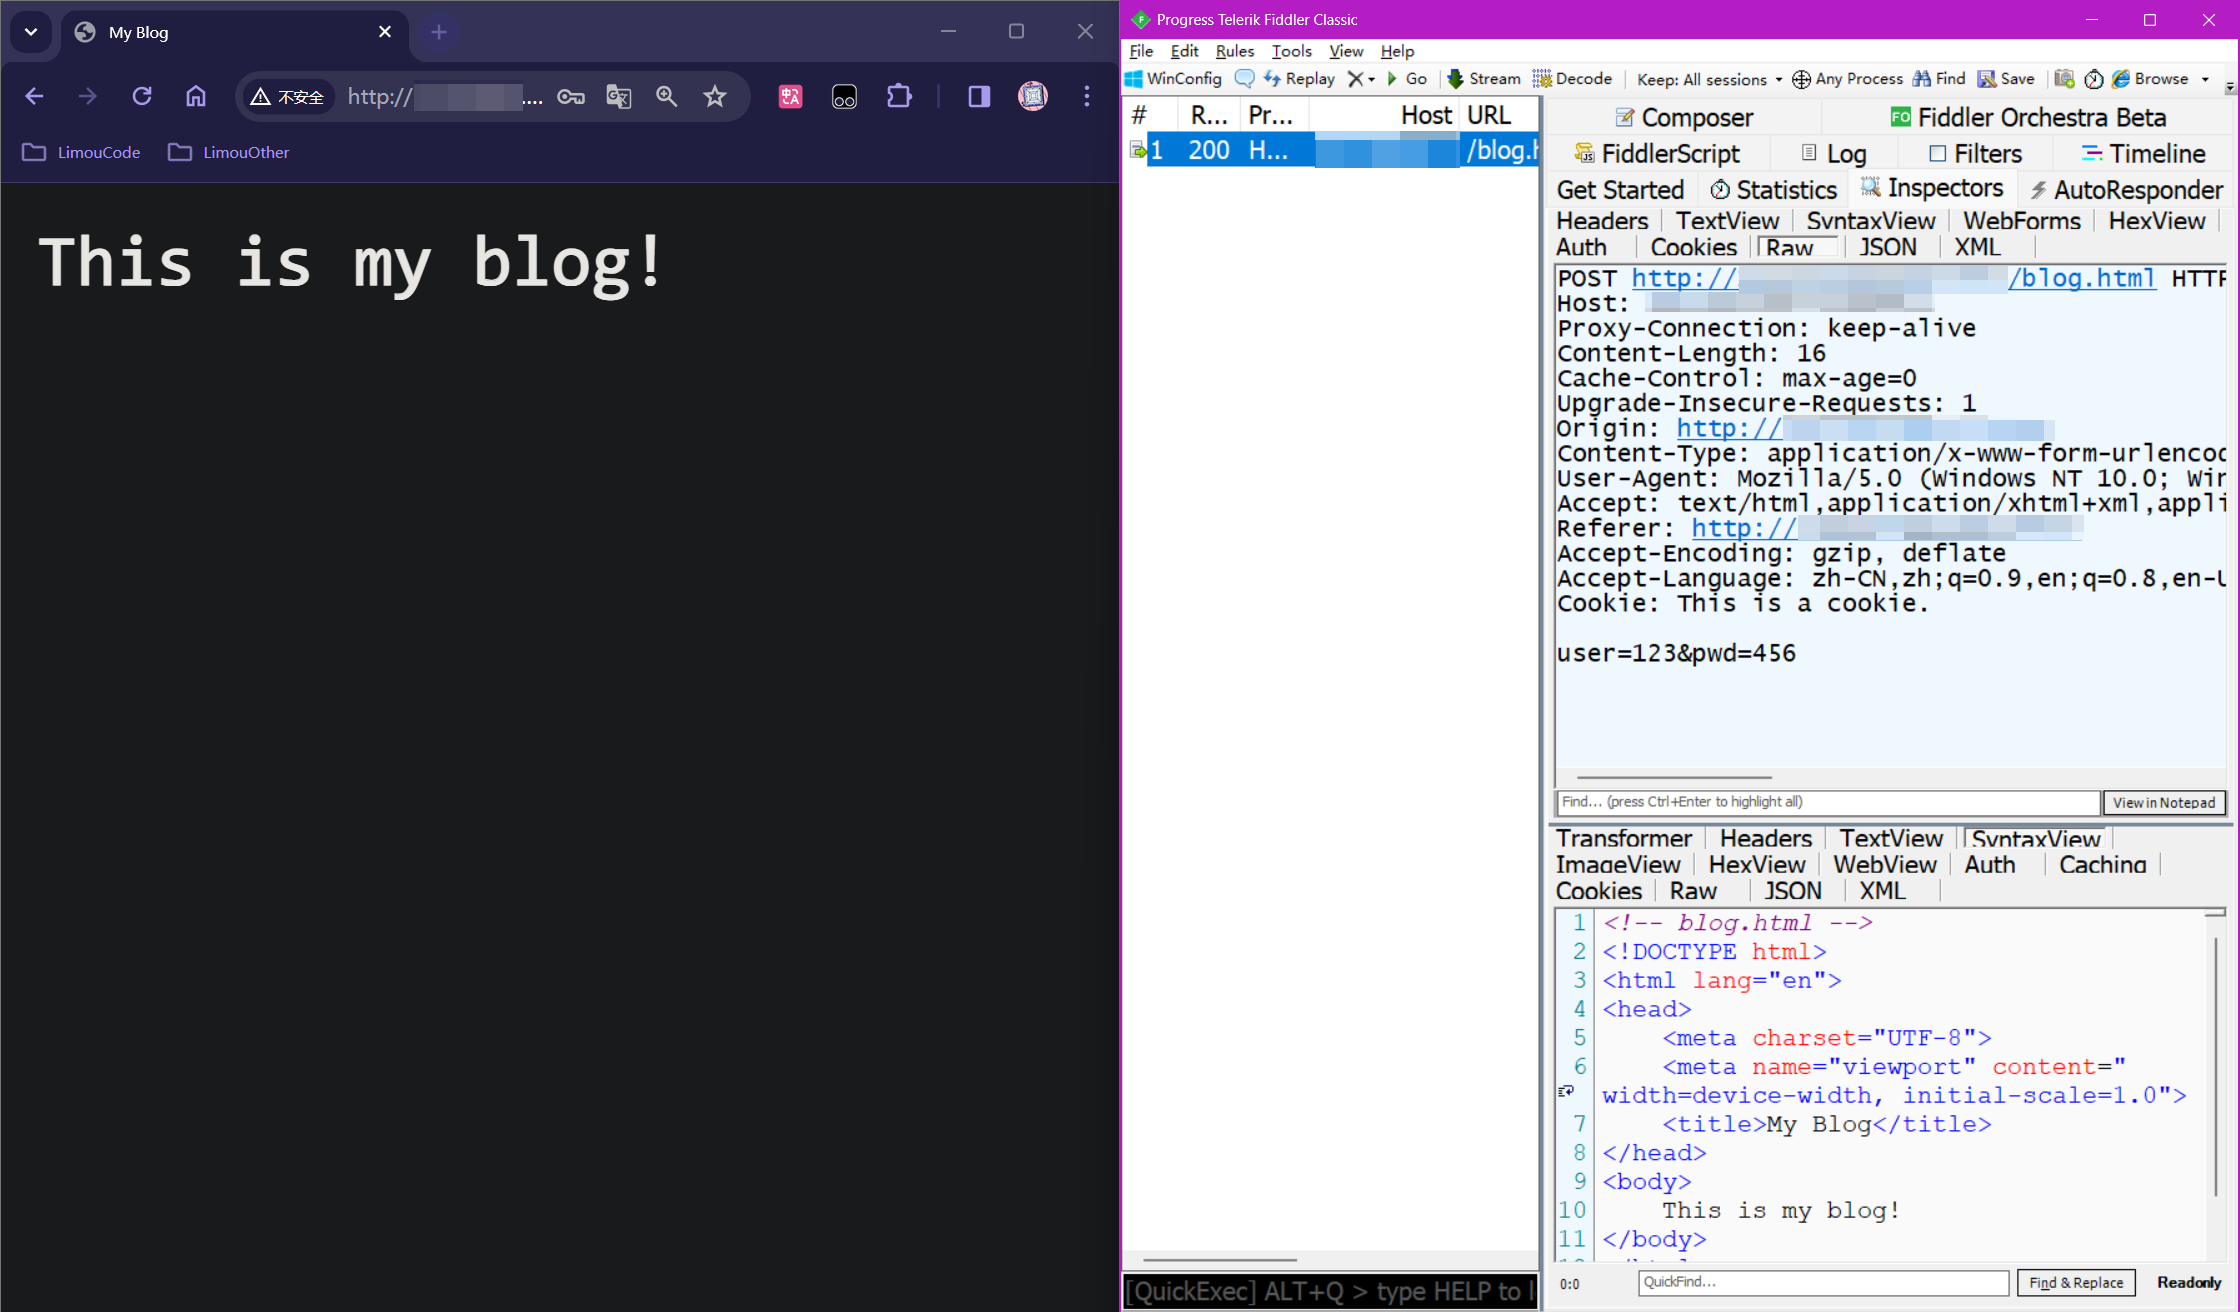 My Blog
不安全 http:// ....
LimouCode LimouOther
This is my blog!
Progress Telerik Fiddler Classic
File Edit Rules Tools View Help
WinConfig Replay Go Stream Decode Keep: All sessions Any Process Find Save Browse
# R... Pr... Host URL
1 200 H... /blog.h
Composer Fiddler Orchestra Beta
FiddlerScript Log Filters Timeline
Get Started Statistics Inspectors AutoResponder
Headers TextView SyntaxView WebForms HexView
Auth Cookies Raw JSON XML
POST http:// /blog.html HTTP
Host:
Proxy-Connection: keep-alive
Content-Length: 16
Cache-Control: max-age=0
Upgrade-Insecure-Requests: 1
Origin: http://
Content-Type: application/x-www-form-urlencod
User-Agent: Mozilla/5.0 (Windows NT 10.0; Win
Accept: text/html,application/xhtml+xml,appli
Referer: http://
Accept-Encoding: gzip, deflate
Accept-Language: zh-CN,zh;q=0.9,en;q=0.8,en-U
Cookie: This is a cookie.
user=123&pwd=456
Find... (press Ctrl+Enter to highlight all) View in Notepad
Transformer Headers TextView SyntaxView
ImageView HexView WebView Auth Caching
Cookies Raw JSON XML
1 <!-- blog.html -->
2 <!DOCTYPE html>
3 <html lang="en">
4 <head>
5 <meta charset="UTF-8">
6 <meta name="viewport" content="
width=device-width, initial-scale=1.0">
7 <title>My Blog</title>
8 </head>
9 <body>
10 This is my blog!
11 </body>
[QuickExec] ALT+Q > type HELP to l
0:0 QuickFind... Find & Replace Readonly